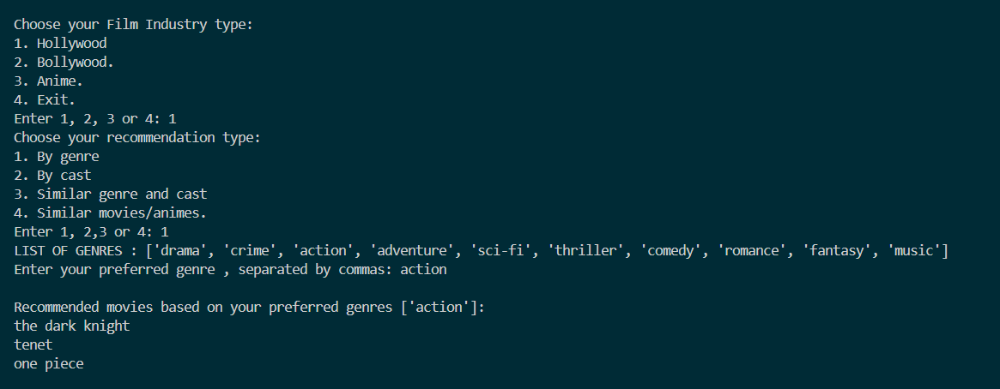 Choose your Film Industry type:
1. Hollywood
2. Bollywood.
3. Anime.
4. Exit.
Enter 1, 2, 3 or 4: 1
Choose your recommendation type:
1. By genre
2. By cast
3. Similar genre and cast
4. Similar movies/animes.
Enter 1, 2,3 or 4: 1
LIST OF GENRES : ['drama', 'crime', 'action', 'adventure', 'sci-fi', 'thriller', 'comedy', 'romance', 'fantasy', 'music']
Enter your preferred genre , separated by commas: action
Recommended movies based on your preferred genres ['action']:
the dark knight
tenet
one piece